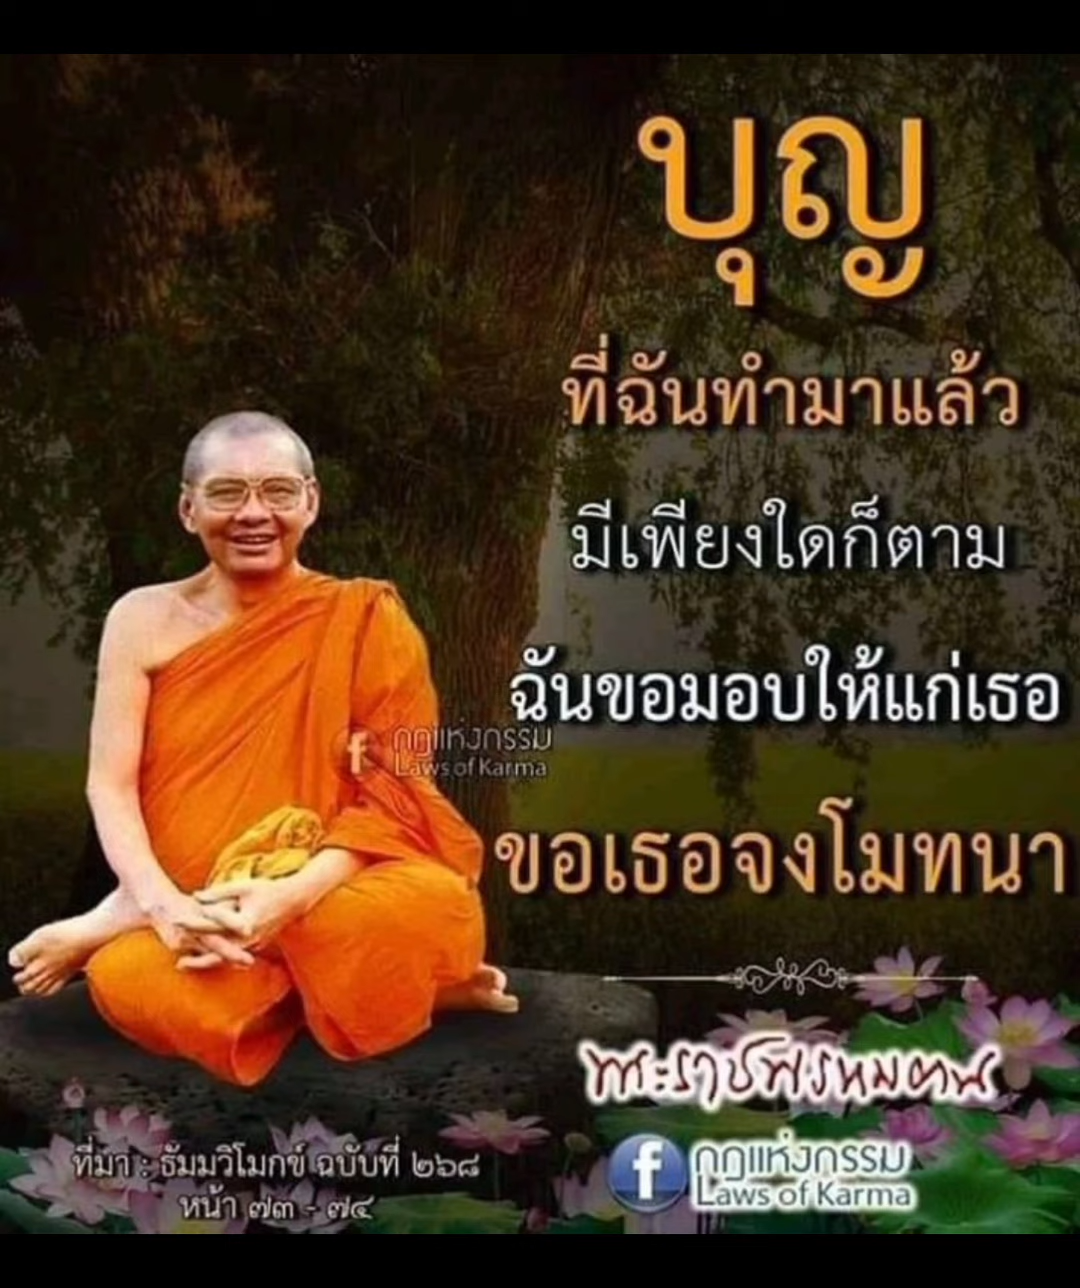 บุญ
ที่ฉันทำมาแล้ว
มีเพียงใดก็ตาม
ฉันขอมอบให้แก่เธอ
กฎแห่งกรรม
Laws of Karma
ขอเธอจงโมทนา
พระราชพรหมยาน
ที่มา : ธัมมวิโมกข์ ฉบับที่ ๒๖๘
หน้า ๗๓ - ๗๔
f กฎแห่งกรรม
Laws of Karma